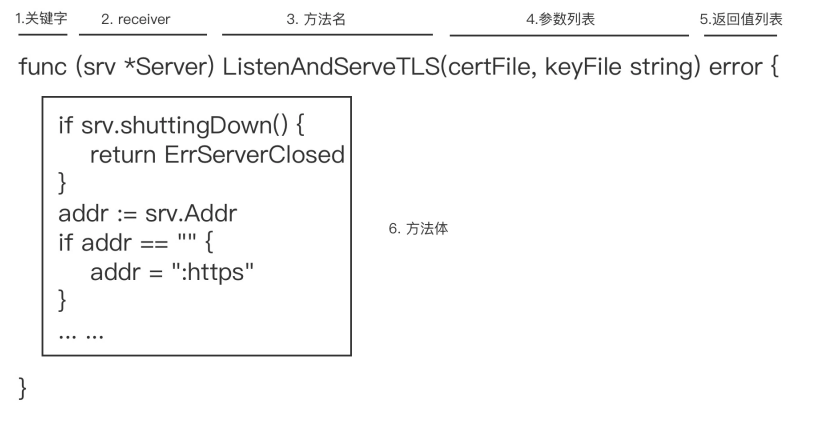 1.关键字 2. receiver 3. 方法名 4.参数列表 5.返回值列表
func (srv *Server) ListenAndServeTLS(certFile, keyFile string) error {
if srv.shuttingDown() {
return ErrServerClosed
}
addr := srv.Addr
6. 方法体
if addr == "" {
addr = ":https"
}
... ...
}